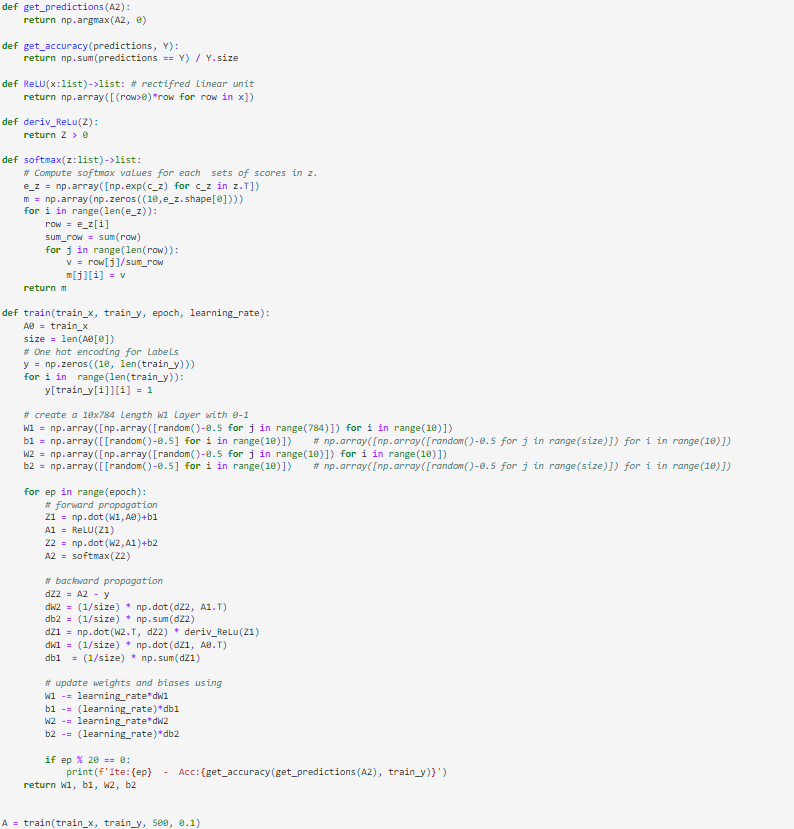 def get_predictions(A2):
    return np.argmax(A2, 0)

def get_accuracy(predictions, Y):
    return np.sum(predictions == Y) / Y.size

def ReLU(x:list)->list: # rectifred linear unit
    return np.array([(row>0)*row for row in x])

def deriv_ReLu(Z):
    return Z > 0

def softmax(z:list)->list:
    # Compute softmax values for each  sets of scores in z.
    e_z = np.array([np.exp(c_z) for c_z in z.T])
    m = np.array(np.zeros((10,e_z.shape[0])))
    for i in range(len(e_z)):
        row = e_z[i]
        sum_row = sum(row)
        for j in range(len(row)):
            v = row[j]/sum_row
            m[j][i] = v
    return m

def train(train_x, train_y, epoch, learning_rate):
    A0 = train_x
    size = len(A0[0])
    # One hot encoding for labels
    y = np.zeros((10, len(train_y)))
    for i in  range(len(train_y)):
        y[train_y[i]][i] = 1

    # create a 10x784 length W1 layer with 0-1
    W1 = np.array([np.array([random()-0.5 for j in range(784)]) for i in range(10)])
    b1 = np.array([[random()-0.5] for i in range(10)])    # np.array([np.array([random()-0.5 for j in range(size)]) for i in range(10)])
    W2 = np.array([np.array([random()-0.5 for j in range(10)]) for i in range(10)])
    b2 = np.array([[random()-0.5] for i in range(10)])    # np.array([np.array([random()-0.5 for j in range(size)]) for i in range(10)])

    for ep in range(epoch):
        # forward propagation
        Z1 = np.dot(W1,A0)+b1
        A1 = ReLU(Z1)
        Z2 = np.dot(W2,A1)+b2
        A2 = softmax(Z2)

        # backward propagation
        dZ2 = A2 - y
        dW2 = (1/size) * np.dot(dZ2, A1.T)
        db2 = (1/size) * np.sum(dZ2)
        dZ1 = np.dot(W2.T, dZ2) * deriv_ReLu(Z1)
        dW1 = (1/size) * np.dot(dZ1, A0.T)
        db1  = (1/size) * np.sum(dZ1)

        # update weights and biases using
        W1 -= learning_rate*dW1
        b1 -= (learning_rate)*db1
        W2 -= learning_rate*dW2
        b2 -= (learning_rate)*db2

        if ep % 20 == 0:
            print(f'Ite:{ep}  -  Acc:{get_accuracy(get_predictions(A2), train_y)}')
    return W1, b1, W2, b2


A = train(train_x, train_y, 500, 0.1)